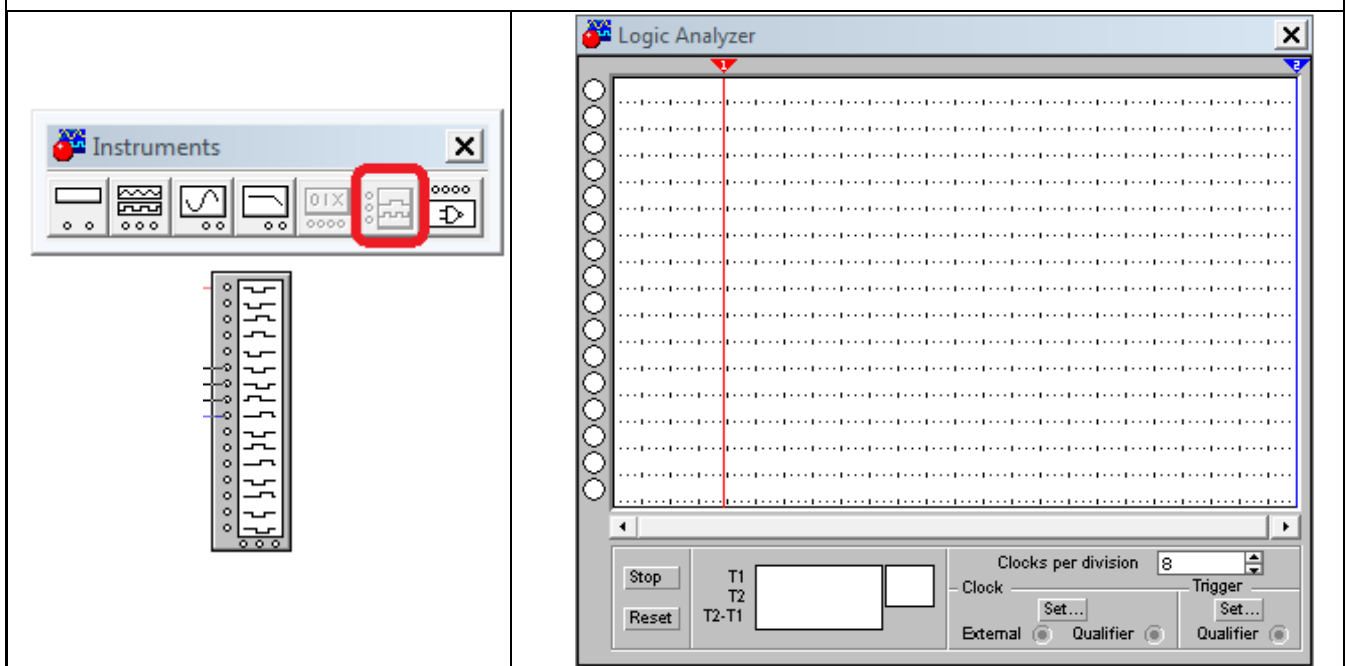 Instruments
01X
Logic Analyzer
1
2
Stop
Reset
T1
T2
T2-T1
Clocks per division 8
Clock
Set...
External
Qualifier
Trigger
Set...
Qualifier